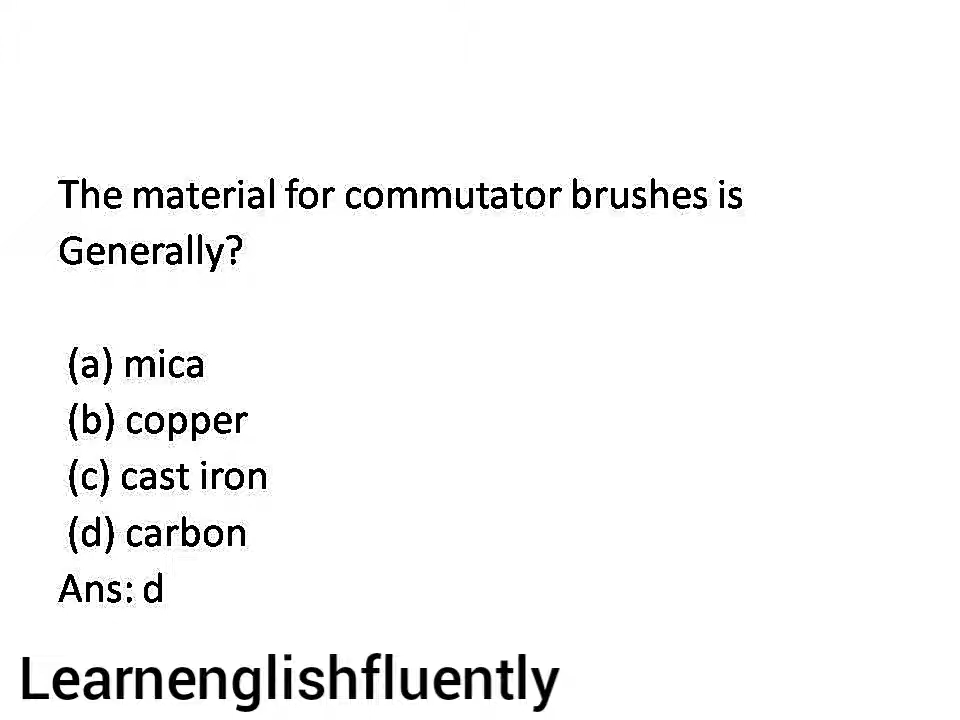 The material for commutator brushes is
Generally?
(a) mica
(b) copper
(c) cast iron
(d) carbon
Ans: d
Learnenglishfluently